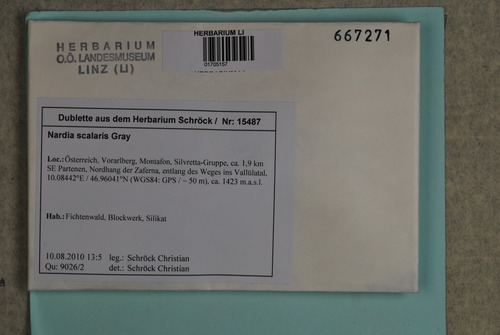 HERBARIUM
O.Ö. LANDESMUSEUM
LINZ (LI)
HERBARIUM LI
01705157
667271
Dublette aus dem Herbarium Schröck / Nr: 15487
Nardia scalaris Gray
Loc.: Österreich, Vorarlberg, Montafon, Silvretta-Gruppe, ca. 1,9 km
SE Partenen, Nordhang der Zaferna, entlang des Weges ins Vallülatal,
10.08442°E / 46.96041°N (WGS84: GPS / ~ 50 m), ca. 1423 m.a.s.l.
Hab.: Fichtenwald, Blockwerk, Silikat
10.08.2010 13:5 leg.: Schröck Christian
Qu: 9026/2 det.: Schröck Christian